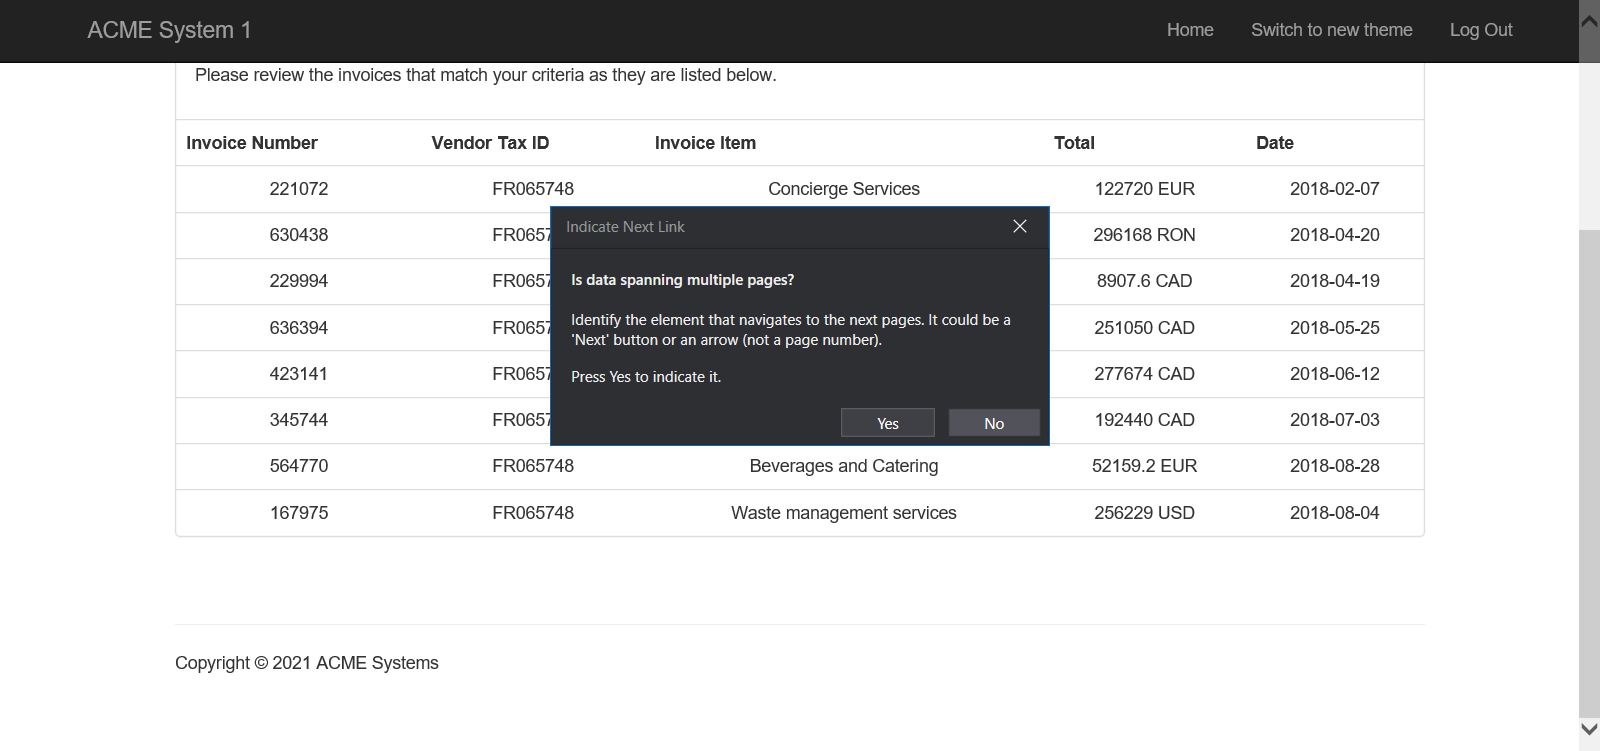 ACME System 1 Home Switch to new theme Log Out
Please review the invoices that match your criteria as they are listed below.
Invoice Number Vendor Tax ID Invoice Item Total Date
221072 FR065748 Concierge Services 122720 EUR 2018-02-07
630438 FR0657 296168 RON 2018-04-20
229994 FR0657 8907.6 CAD 2018-04-19
636394 FR0657 251050 CAD 2018-05-25
423141 FR0657 277674 CAD 2018-06-12
345744 FR0657 192440 CAD 2018-07-03
564770 FR065748 Beverages and Catering 52159.2 EUR 2018-08-28
167975 FR065748 Waste management services 256229 USD 2018-08-04
Indicate Next Link
Is data spanning multiple pages?
Identify the element that navigates to the next pages. It could be a
'Next' button or an arrow (not a page number).
Press Yes to indicate it.
Yes No
Copyright © 2021 ACME Systems